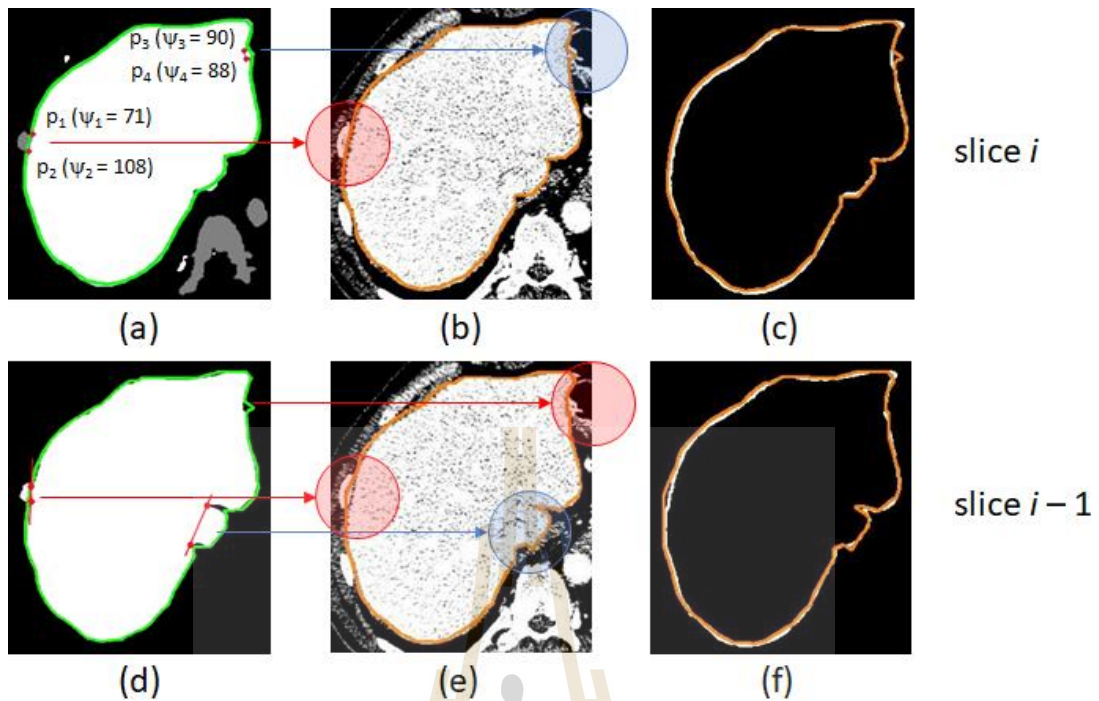 p₃ (ψ₃ = 90)
p₄ (ψ₄ = 88)
p₁ (ψ₁ = 71)
p₂ (ψ₂ = 108)
slice i
(a) (b) (c)
slice i – 1
(d) (e) (f)